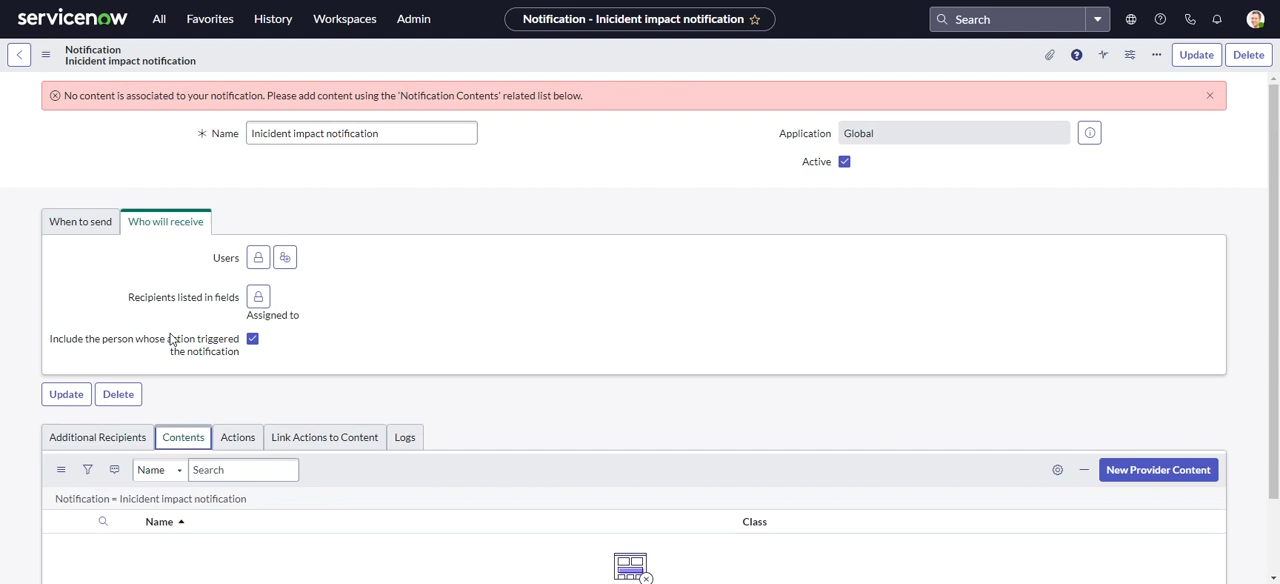 servicenow All Favorites History Workspaces Admin Notification - Inicident impact notification Search
Notification
Inicident impact notification
Update Delete
No content is associated to your notification. Please add content using the 'Notification Contents' related list below.
Name Inicident impact notification Application Global
Active
When to send Who will receive
Users
Recipients listed in fields
Assigned to
Include the person whose action triggered
the notification
Update Delete
Additional Recipients Contents Actions Link Actions to Content Logs
Name Search New Provider Content
Notification = Inicident impact notification
Name Class